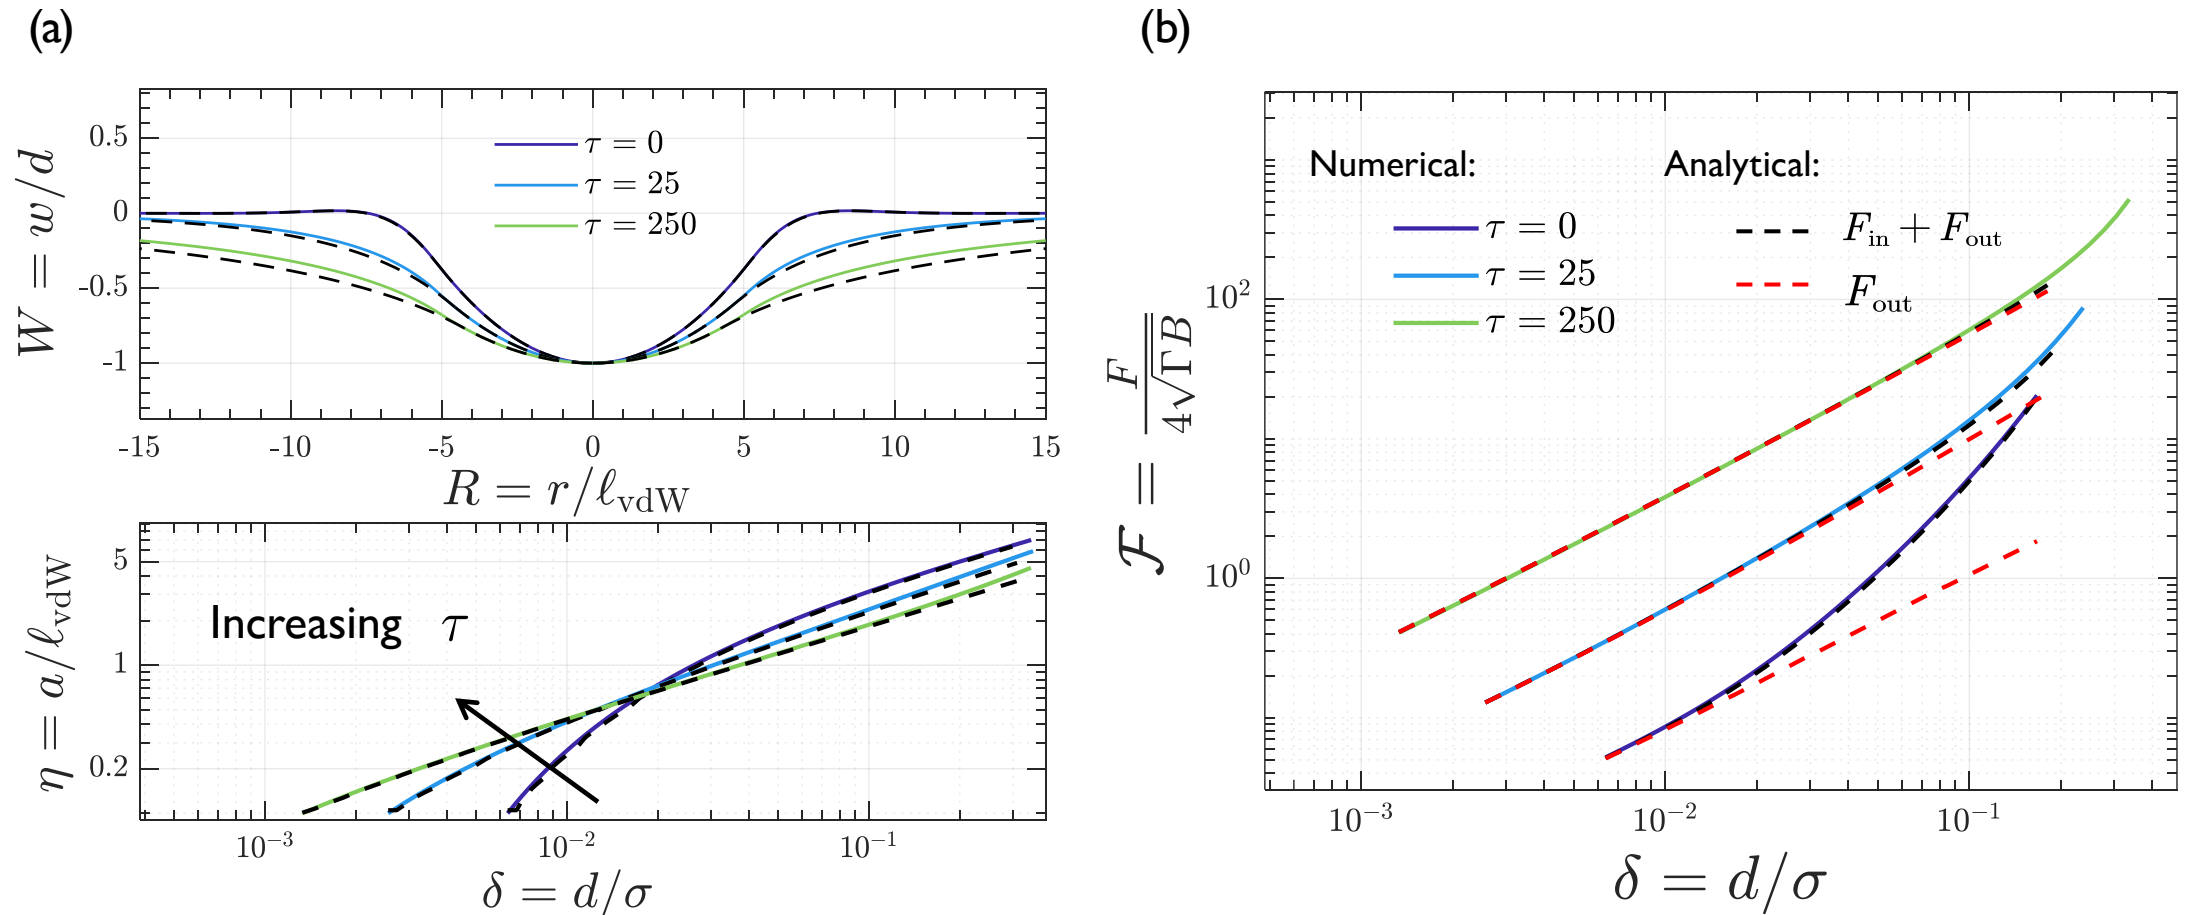 (a)
W = w/d
0.5
0
-0.5
-1
τ = 0
τ = 25
τ = 250
-15 -10 -5 0 5 10 15
R = r/ℓ_vdW
η = a/ℓ_vdW
5
1
0.2
Increasing τ
10^-3 10^-2 10^-1
δ = d/σ
(b)
ℱ = F/4√ΓB
10^2
10^0
Numerical:
τ = 0
τ = 25
τ = 250
Analytical:
F_in + F_out
F_out
10^-3 10^-2 10^-1
δ = d/σ